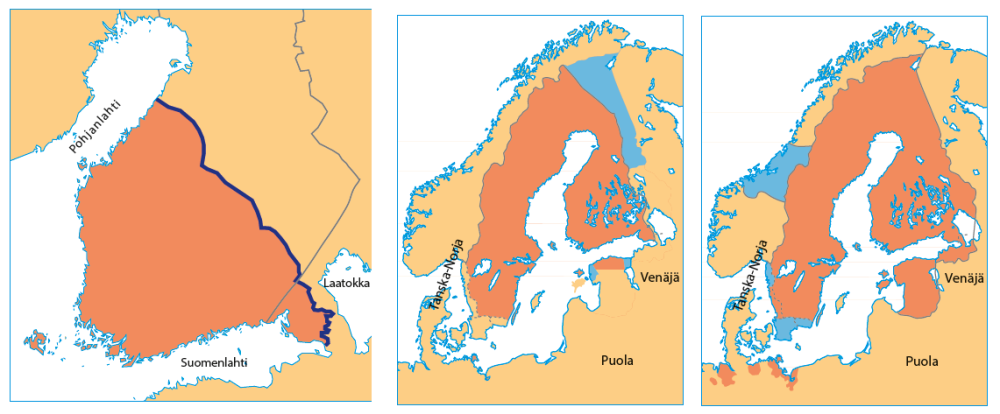 Pohjanlahti
Laatokka
Suomenlahti
Tanska-Norja
Venäjä
Puola
Tanska-Norja
Venäjä
Puola